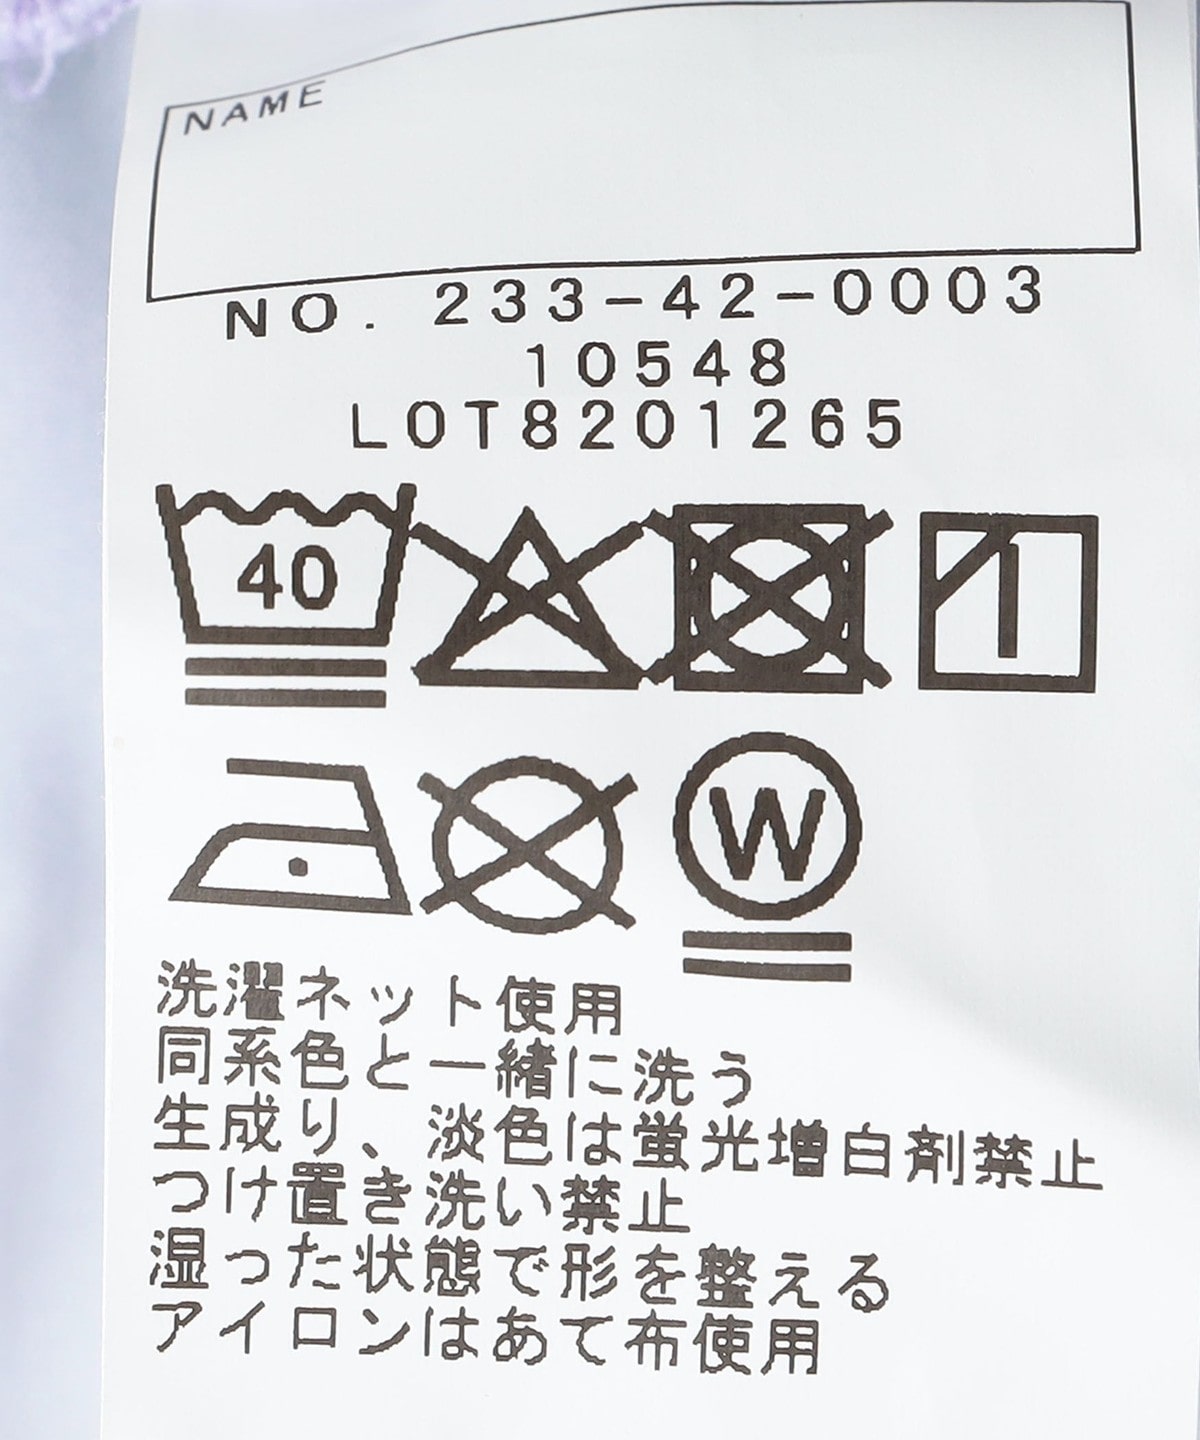 NAME
NO. 233-42-0003
10548
LOT8201265
40
W
洗濯ネット使用
同系色と一緒に洗う
生成り、淡色は蛍光増白剤禁止
つけ置き洗い禁止
湿った状態で形を整える
アイロンはあて布使用